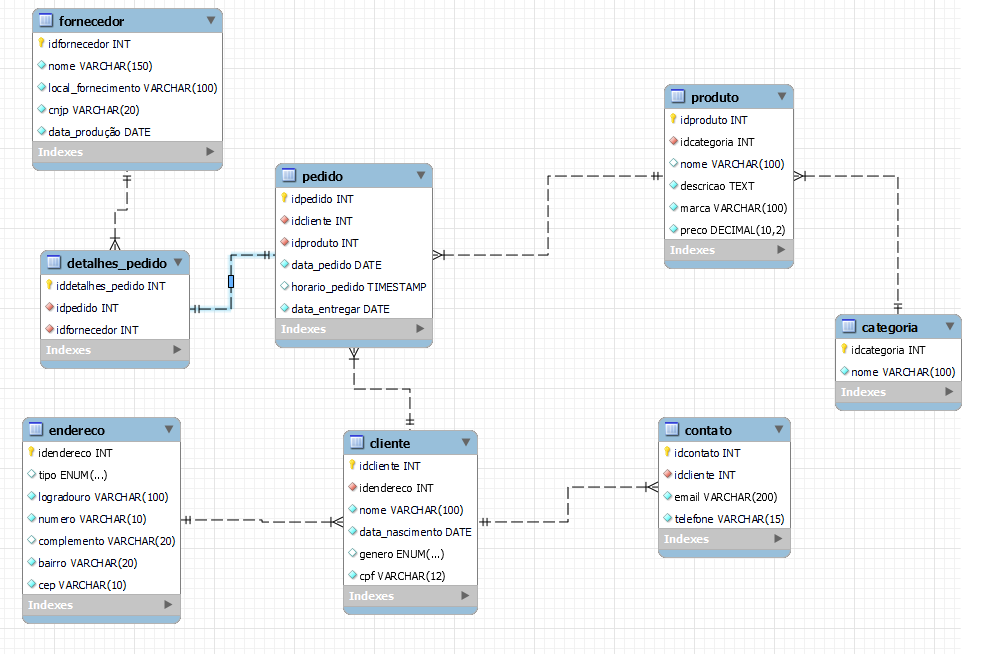 fornecedor
idfornecedor INT
nome VARCHAR(150)
local_fornecimento VARCHAR(100)
cnjp VARCHAR(20)
data_produção DATE
Indexes
pedido
idpedido INT
idcliente INT
idproduto INT
data_pedido DATE
horario_pedido TIMESTAMP
data_entregar DATE
Indexes
produto
idproduto INT
idcategoria INT
nome VARCHAR(100)
descricao TEXT
marca VARCHAR(100)
preco DECIMAL(10,2)
Indexes
detalhes_pedido
iddetalhes_pedido INT
idpedido INT
idfornecedor INT
Indexes
categoria
idcategoria INT
nome VARCHAR(100)
Indexes
endereco
idendereco INT
tipo ENUM(...)
logradouro VARCHAR(100)
numero VARCHAR(10)
complemento VARCHAR(20)
bairro VARCHAR(20)
cep VARCHAR(10)
Indexes
cliente
idcliente INT
idendereco INT
nome VARCHAR(100)
data_nascimento DATE
genero ENUM(...)
cpf VARCHAR(12)
Indexes
contato
idcontato INT
idcliente INT
email VARCHAR(200)
telefone VARCHAR(15)
Indexes